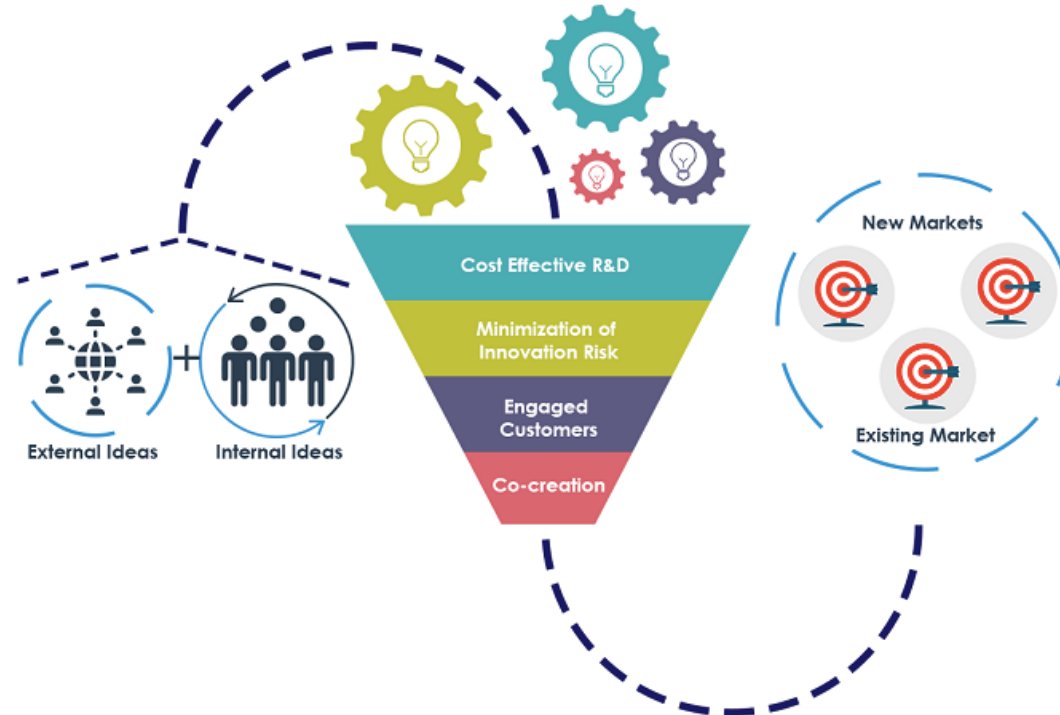 External Ideas
Internal Ideas
Cost Effective R&D
Minimization of
Innovation Risk
Engaged
Customers
Co-creation
New Markets
Existing Market